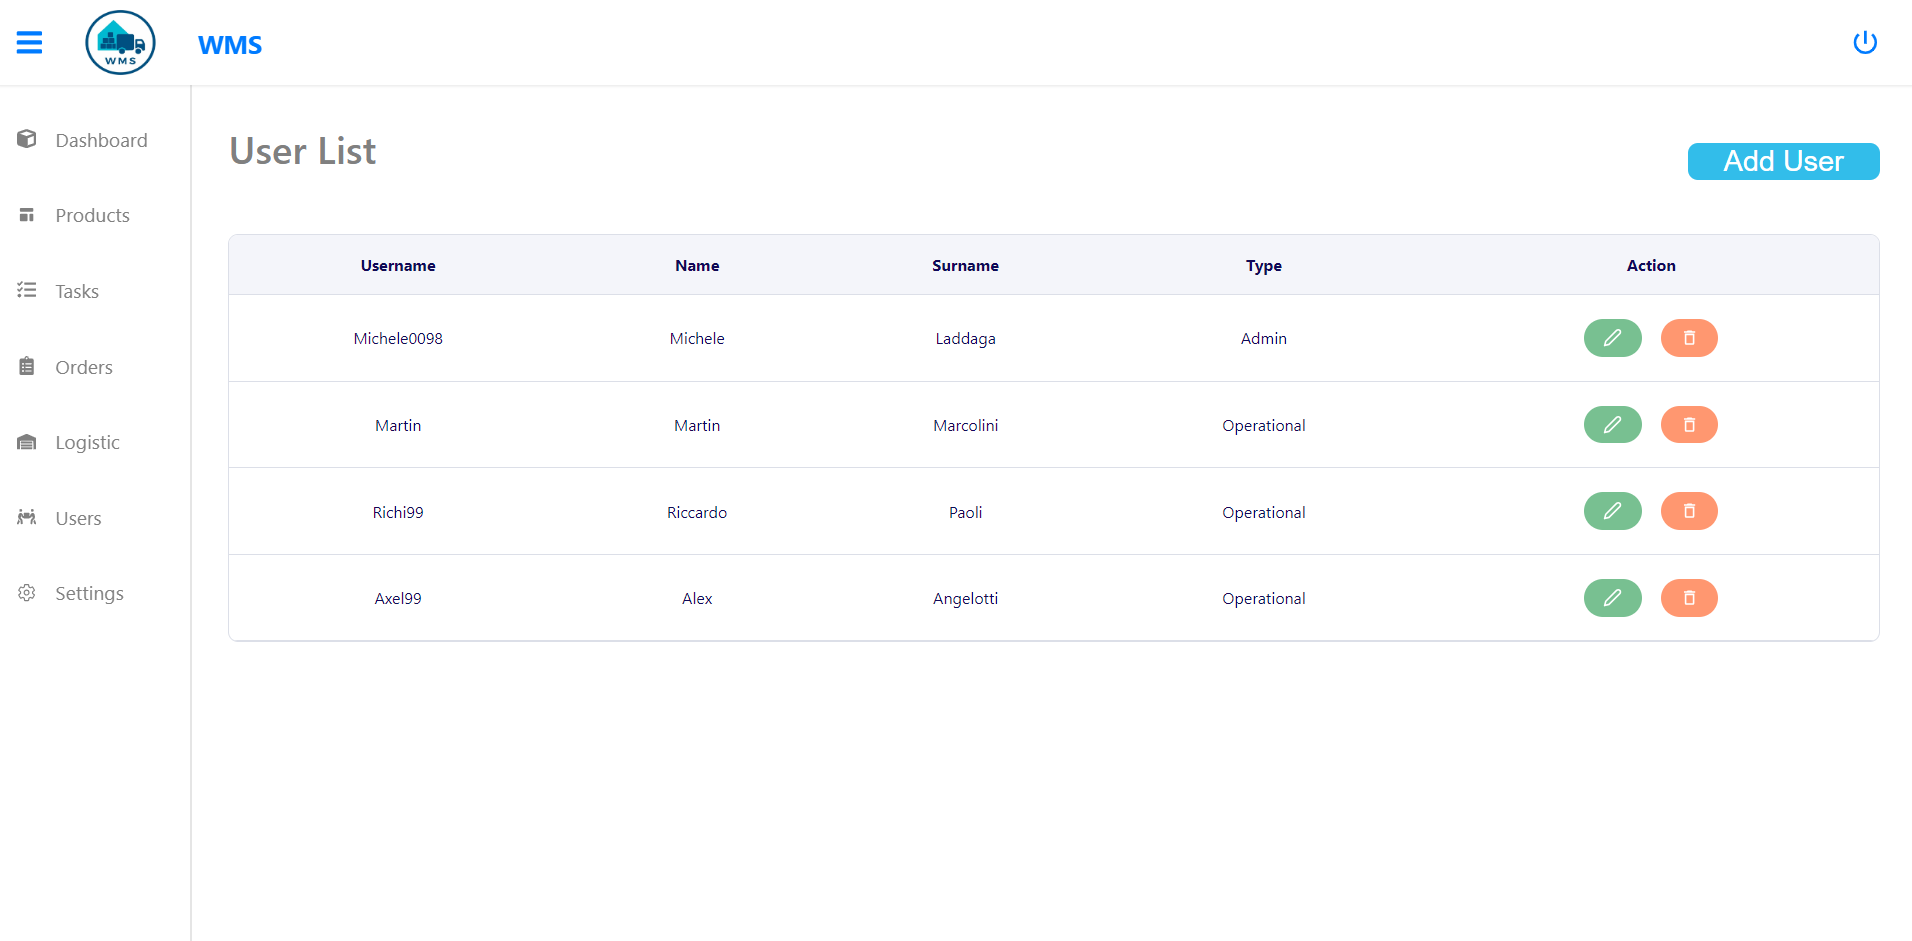 WMS
WMS
Dashboard
Products
Tasks
Orders
Logistic
Users
Settings
User List
Add User
Username Name Surname Type Action
Michele0098 Michele Laddaga Admin
Martin Martin Marcolini Operational
Richi99 Riccardo Paoli Operational
Axel99 Alex Angelotti Operational